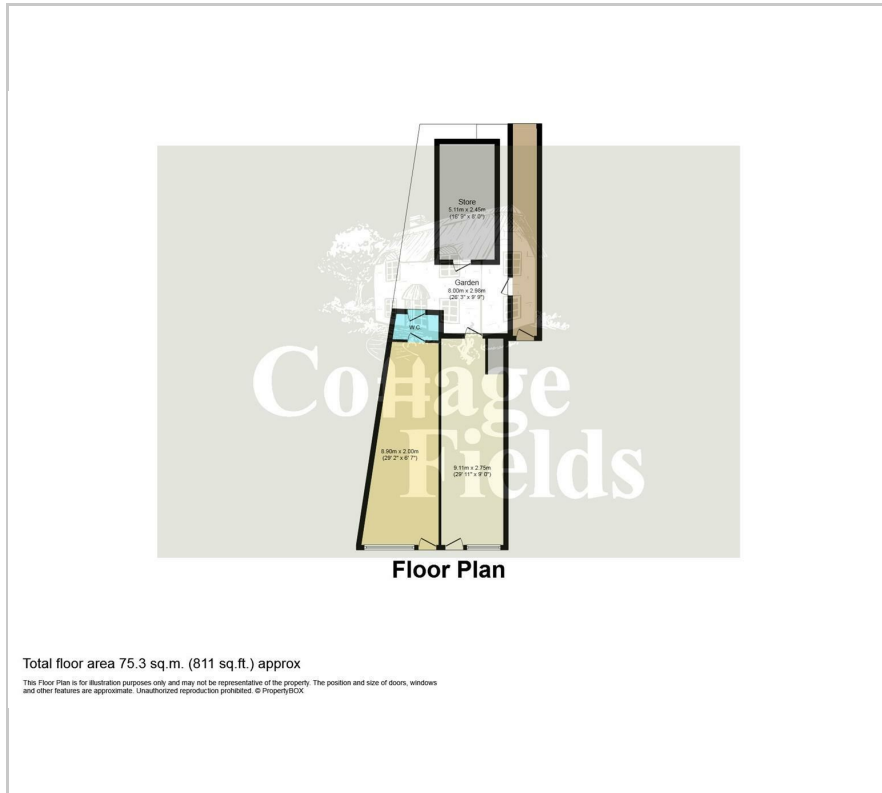 Store
5.11m x 2.45m
(16' 9" x 8' 0")
Garden
8.00m x 2.98m
(26' 3" x 9' 9")
W.C.
Cottage
Fields
8.90m x 2.00m
(29' 2" x 6' 7")
9.11m x 2.75m
(29' 11" x 9' 0")
Floor Plan
Total floor area 75.3 sq.m. (811 sq.ft.) approx
This Floor Plan is for illustration purposes only and may not be representative of the property. The position and size of doors, windows
and other features are approximate. Unauthorized reproduction prohibited. © PropertyBOX